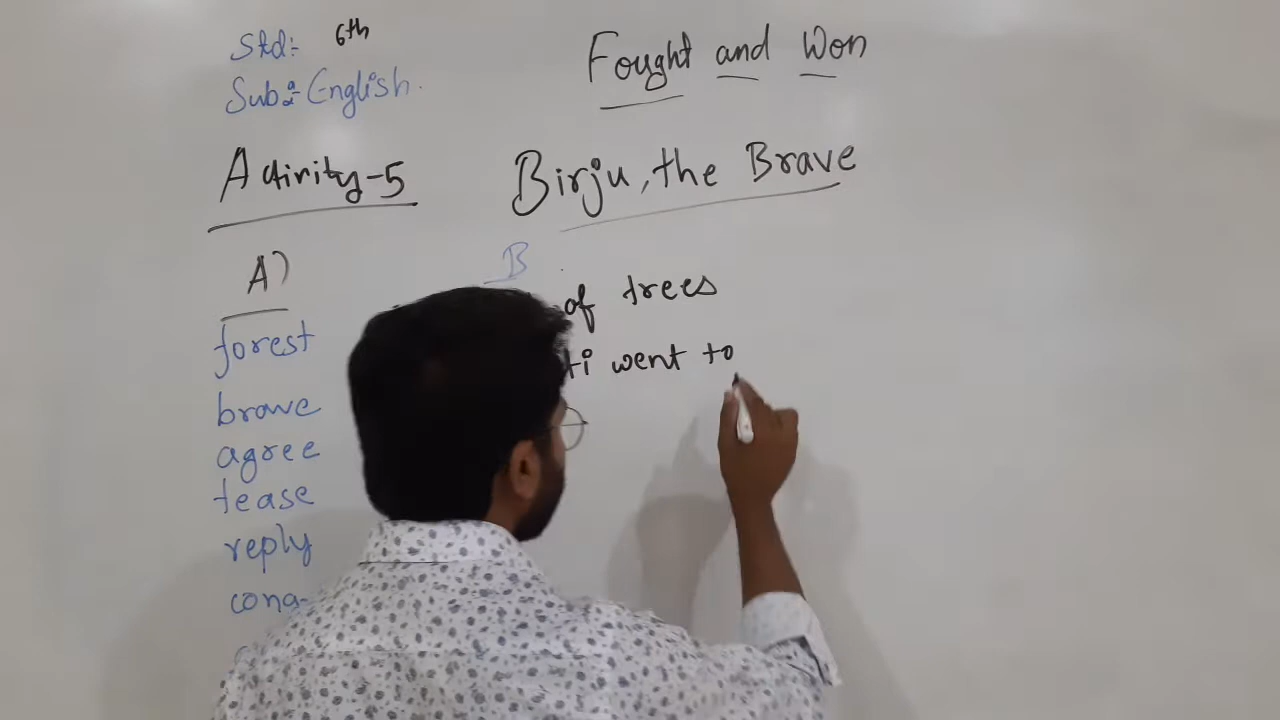 Std:- 6th
Sub:- English.
Fought and Won
Activity-5
Birju, the Brave
A)
B
forest
of trees
brave
went to
agree
tease
reply